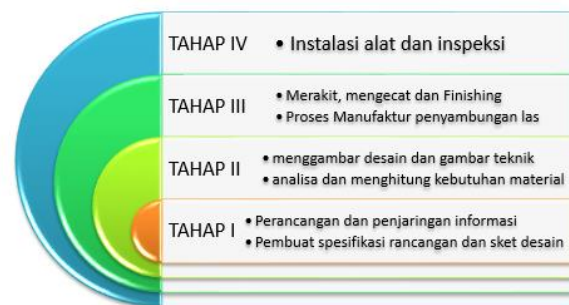 TAHAP IV • Instalasi alat dan inspeksi
TAHAP III • Merakit, mengecat dan Finishing
• Proses Manufaktur penyambungan las
TAHAP II • menggambar desain dan gambar teknik
• analisa dan menghitung kebutuhan material
TAHAP I • Perancangan dan penjaringan informasi
• Pembuat spesifikasi rancangan dan sket desain